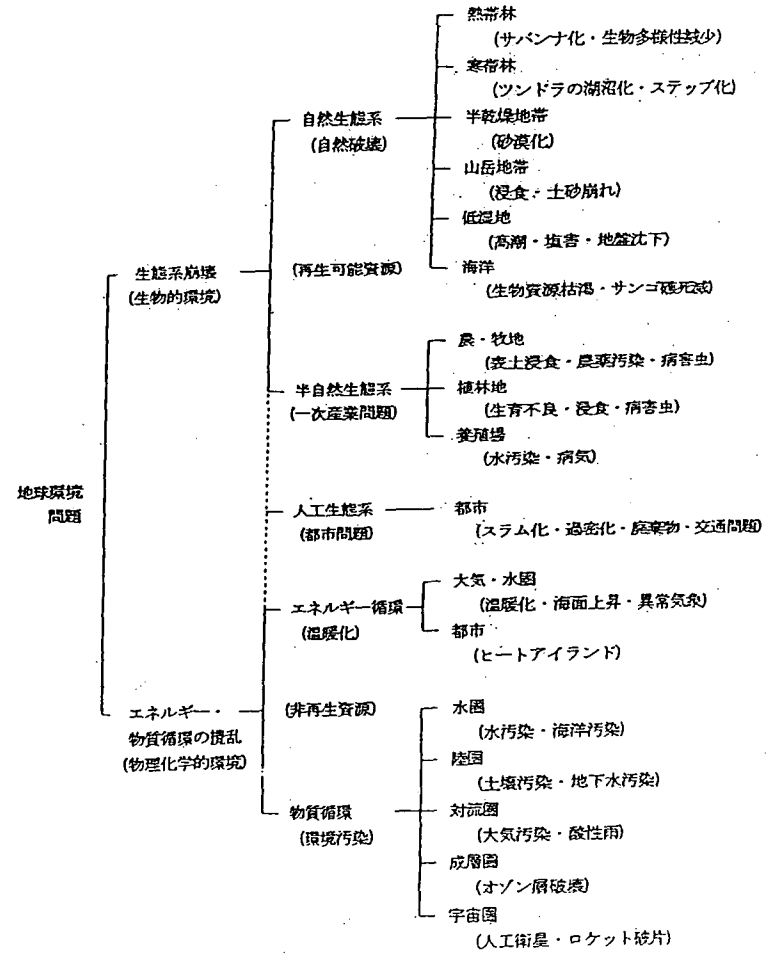 熱帯林
(サバンナ化・生物多様性減少)
寒帯林
(ツンドラの湖沼化・ステップ化)
自然生態系
(自然破壊)
半乾燥地帯
(砂漠化)
山岳地帯
(浸食・土砂崩れ)
低湿地
(高潮・塩害・地盤沈下)
海洋
(生物資源枯渇・サンゴ礁死滅)
生態系崩壊
(生物的環境)
(再生可能資源)
半自然生態系
(一次産業問題)
農・牧地
(表土浸食・農薬汚染・病害虫)
植林地
(生育不良・浸食・病害虫)
養殖場
(水汚染・病気)
地球環境
問題
人工生態系
(都市問題)
都市
(スラム化・過密化・廃棄物・交通問題)
エネルギー循環
(温暖化)
大気・水圏
(温暖化・海面上昇・異常気象)
都市
(ヒートアイランド)
エネルギー・
物質循環の攪乱
(物理化学的環境)
(非再生資源)
物質循環
(環境汚染)
水圏
(水汚染・海洋汚染)
陸圏
(土壌汚染・地下水汚染)
対流圏
(大気汚染・酸性雨)
成層圏
(オゾン層破壊)
宇宙圏
(人工衛星・ロケット破片)